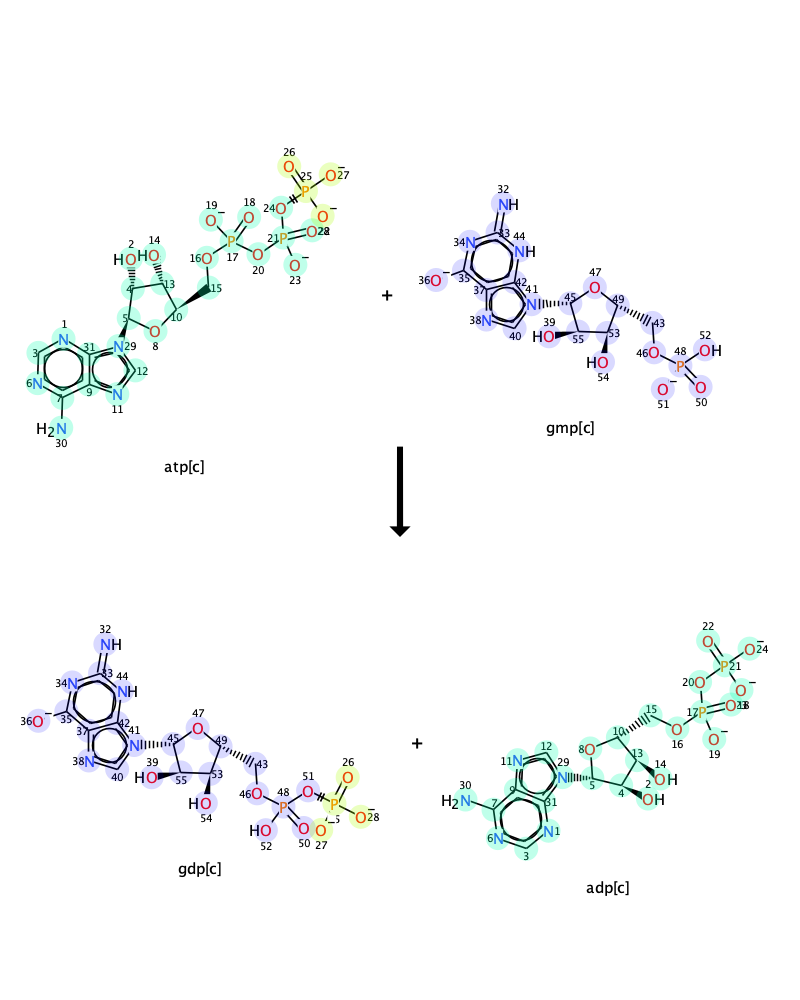 26
O 25 O⁻ 27
P
19 18 24 O
O⁻ O O⁻
17 21 P O 22 28
2 14 P
OH HO 16 O 20 O 23 O⁻
4 13 15
5 10
1 O 8
N 31 N 29
3 12
6 N 9 N
7 11
H₂N
30
atp[c]
+
32
NH
33 44
34 N NH
36 O⁻ 35 42 47
37 41 O
38 N N 45 49 43
40 39 HO 55 53 46 O 48 52 OH
HO P
54 O⁻ O
51 50
gmp[c]
32
NH
33 44
34 N NH
36 O⁻ 35 42 47
37 41 O
38 N N 45 49 43
40 39 HO 55 53 46 O 48 51 O 26 O
HO P P O⁻ 28
54 HO O O⁻
52 50 27
gdp[c]
+
22
O O⁻ 24
P 21
20 O O⁻
15 17 P O 18
10 O O⁻
8 O 16 19
12 13
11 N 29 N 14 OH
30 9 5 4 2 OH
H₂N 7 31
6 N N 1
3
adp[c]